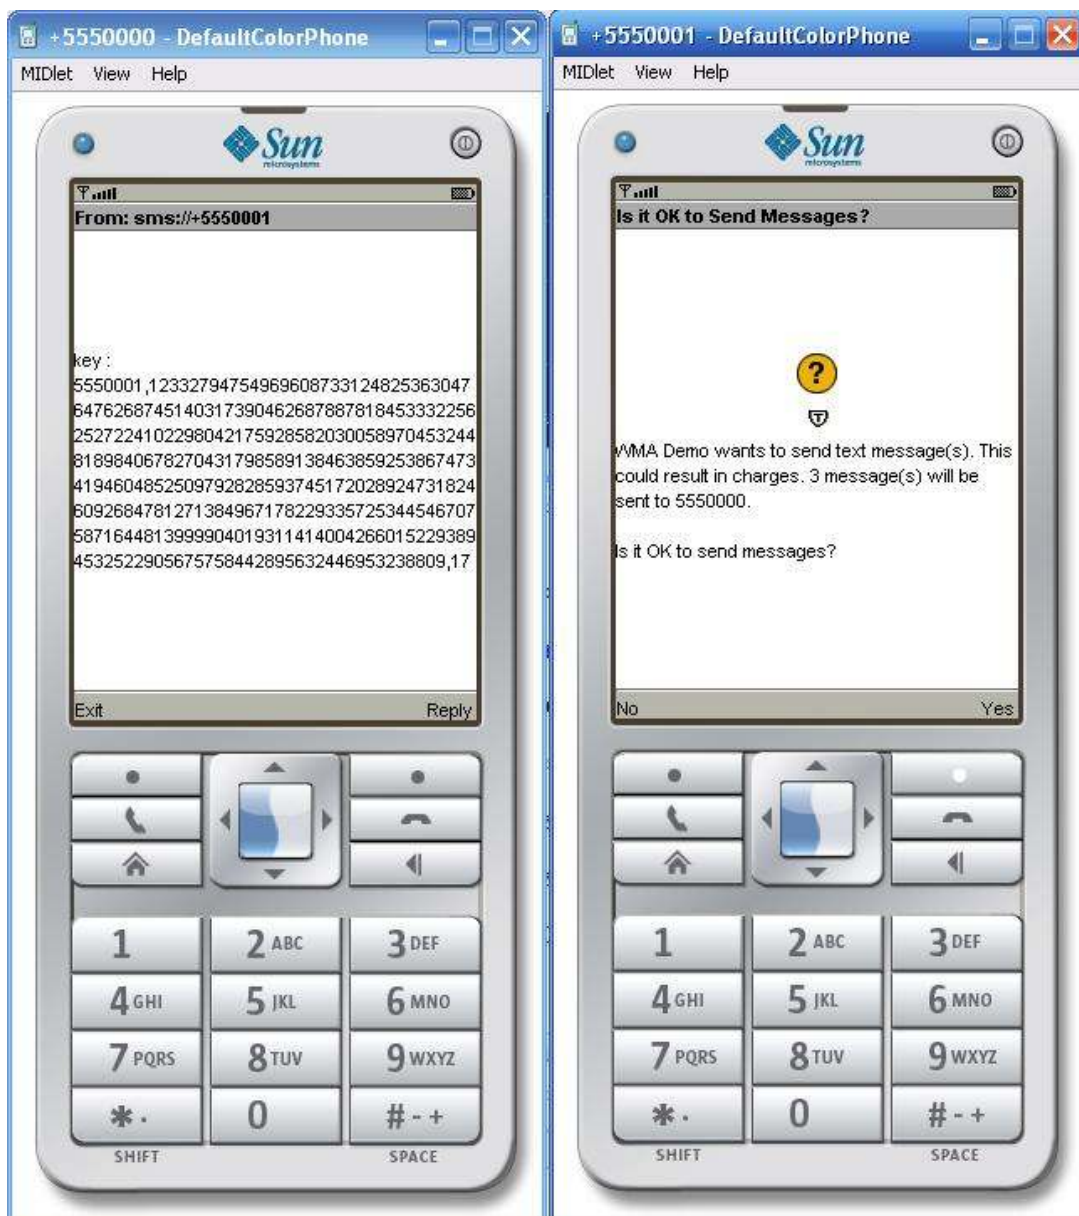 +5550000 - DefaultColorPhone
MIDlet View Help
Sun
microsystems
From: sms://+5550001
key :
5550001,12332794754969608733124825363047
6476268745140317390462687887818453332256
25272241022980421759285820300589704532 44
81898406782704317985891384638592538674 73
41946048525097928285937451720289247318 24
60926847812713849671782293357253445467 07
58716448139999040193114140042660152293 89
453252290567575844289563244695323880 9,17
Exit Reply
1 2 ABC 3 DEF
4 GHI 5 JKL 6 MNO
7 PQRS 8 TUV 9 WXYZ
* . 0 # - +
SHIFT SPACE
+5550001 - DefaultColorPhone
MIDlet View Help
Sun
microsystems
Is it OK to Send Messages?
?
T
WMA Demo wants to send text message(s). This
could result in charges. 3 message(s) will be
sent to 5550000.
Is it OK to send messages?
No Yes
1 2 ABC 3 DEF
4 GHI 5 JKL 6 MNO
7 PQRS 8 TUV 9 WXYZ
* . 0 # - +
SHIFT SPACE